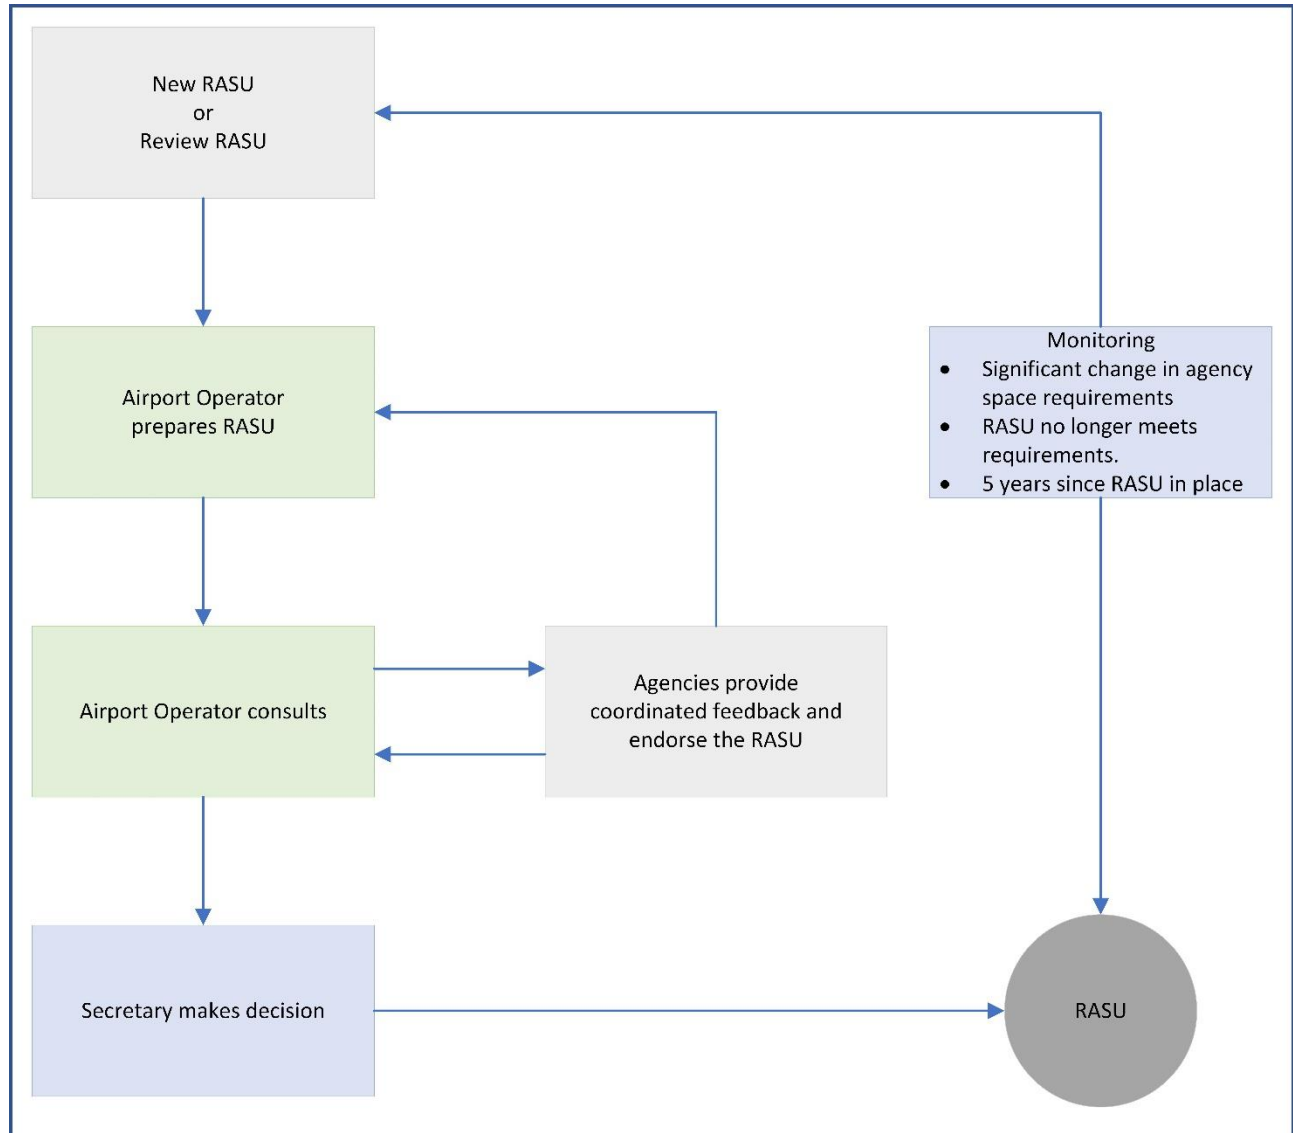 New RASU
or
Review RASU
Airport Operator
prepares RASU
Monitoring
● Significant change in agency
space requirements
● RASU no longer meets
requirements.
● 5 years since RASU in place
Airport Operator consults
Agencies provide
coordinated feedback and
endorse the RASU
Secretary makes decision
RASU